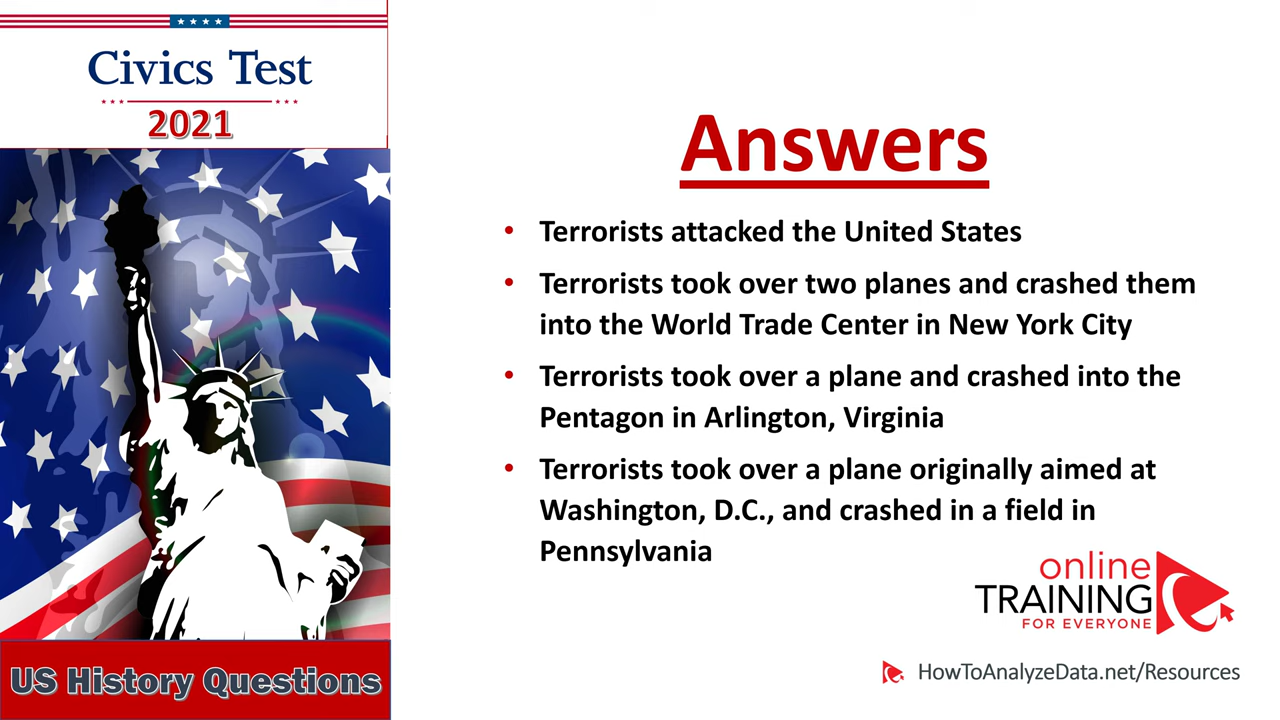 Civics Test
2021
US History Questions
Answers
• Terrorists attacked the United States
• Terrorists took over two planes and crashed them
into the World Trade Center in New York City
• Terrorists took over a plane and crashed into the
Pentagon in Arlington, Virginia
• Terrorists took over a plane originally aimed at
Washington, D.C., and crashed in a field in
Pennsylvania
online
TRAINING
FOR EVERYONE
HowToAnalyzeData.net/Resources